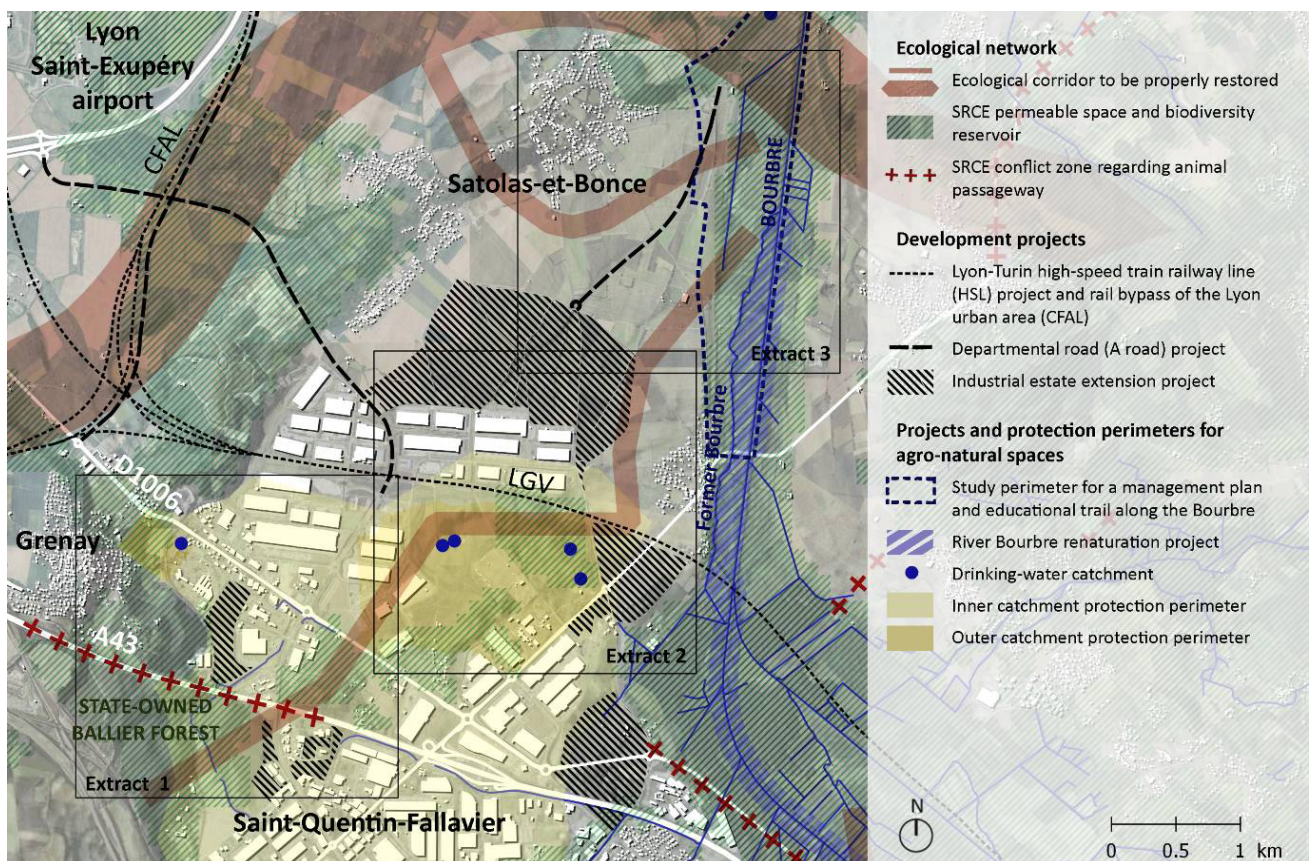 Lyon
Saint-Exupéry
airport
CFAL
Satolas-et-Bonce
BOURBRE
Extract 3
Former Bourbre
LGV
D1006
Grenay
A43
Extract 2
STATE-OWNED
BALLIER FOREST
Extract 1
Saint-Quentin-Fallavier
Ecological network
Ecological corridor to be properly restored
SRCE permeable space and biodiversity
reservoir
SRCE conflict zone regarding animal
passageway
Development projects
Lyon-Turin high-speed train railway line
(HSL) project and rail bypass of the Lyon
urban area (CFAL)
Departmental road (A road) project
Industrial estate extension project
Projects and protection perimeters for
agro-natural spaces
Study perimeter for a management plan
and educational trail along the Bourbre
River Bourbre renaturation project
Drinking-water catchment
Inner catchment protection perimeter
Outer catchment protection perimeter
N
0 0.5 1 km